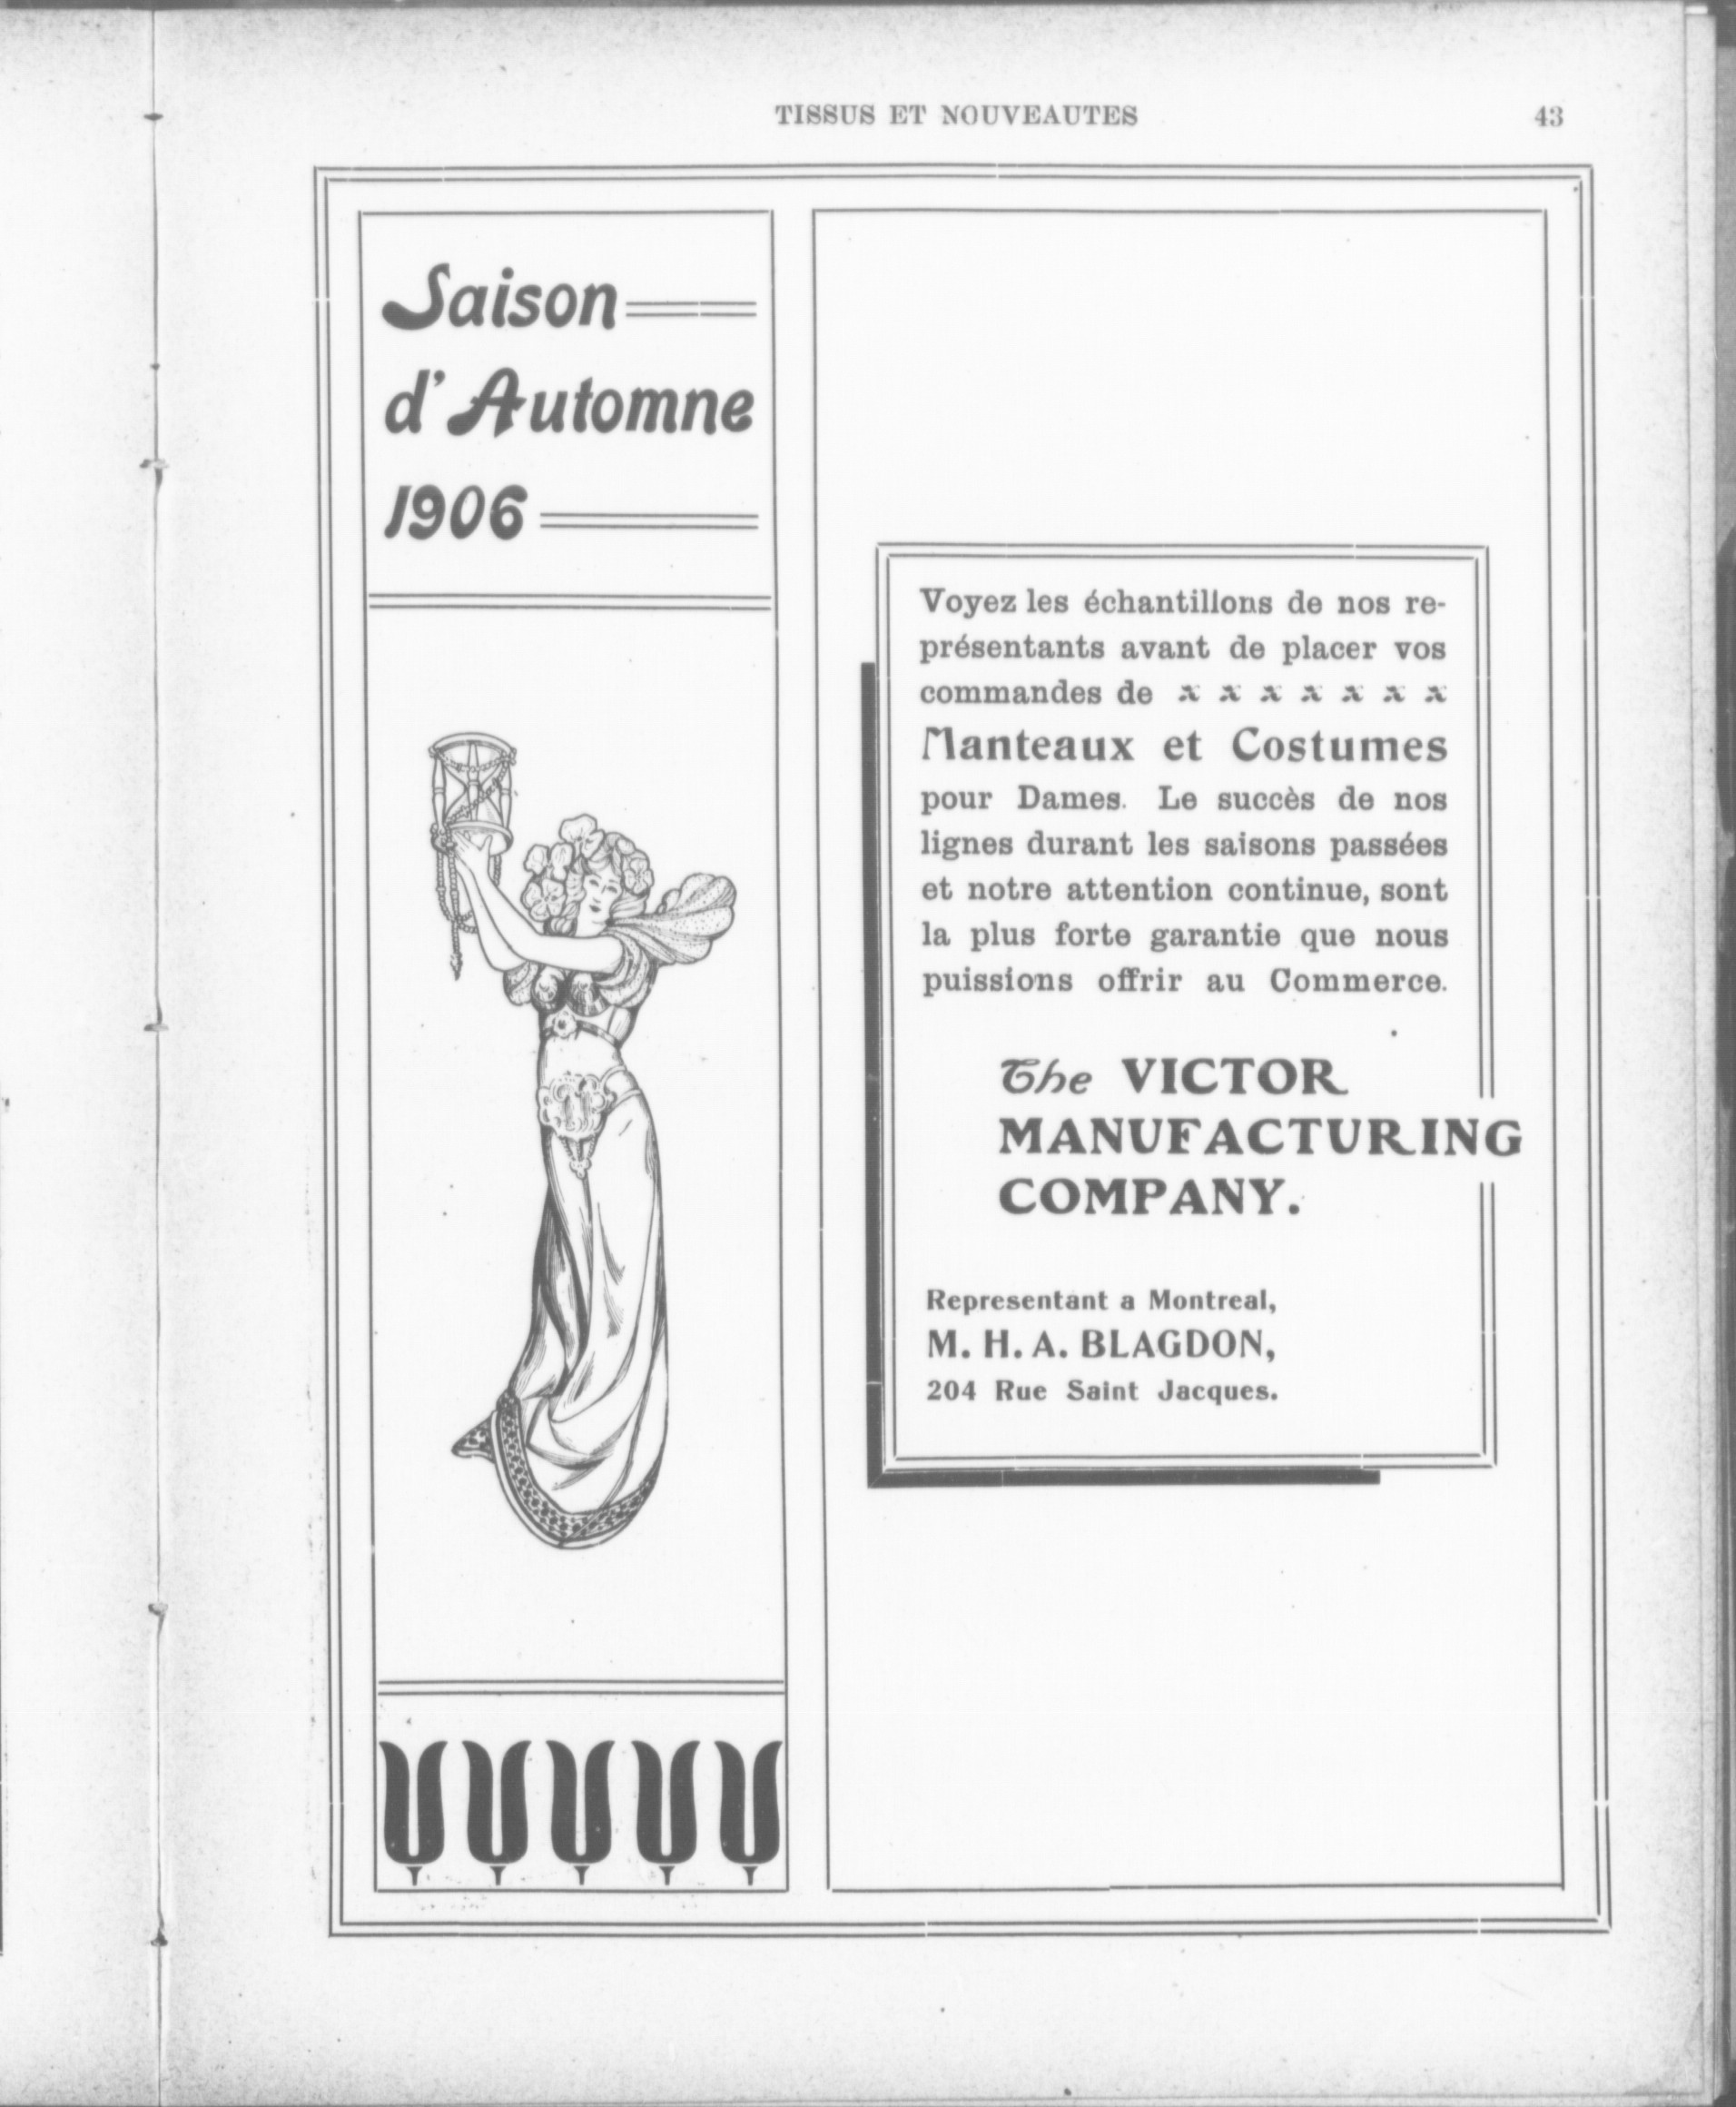 TISSUS ET NOUVEAUTES 43
Saison
d'Automne
1906
Voyez les échantillons de nos re-
présentants avant de placer vos
commandes de x x x x x x x
Manteaux et Costumes
pour Dames. Le succès de nos
lignes durant les saisons passées
et notre attention continue, sont
la plus forte garantie que nous
puissions offrir au Commerce.
The VICTOR
MANUFACTURING
COMPANY.
Representant a Montreal,
M. H. A. BLAGDON,
204 Rue Saint Jacques.